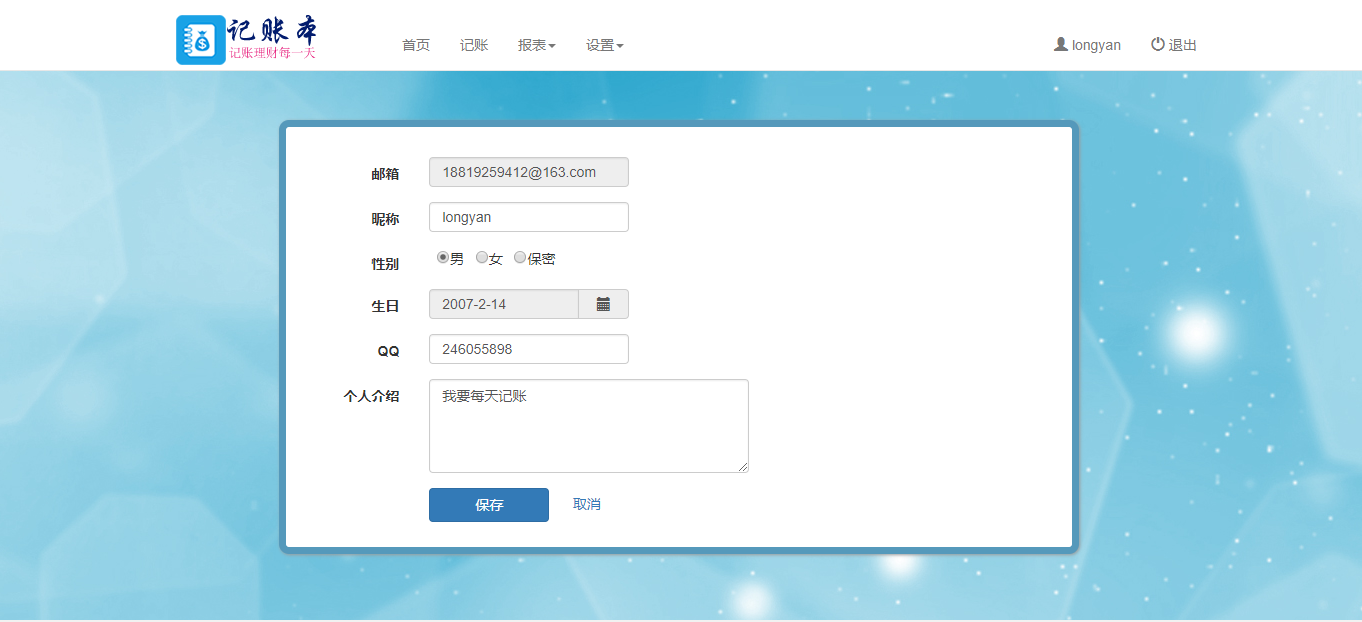 记账本
记账理财每一天
首页 记账 报表 设置 longyan 退出
邮箱 18819259412@163.com
昵称 longyan
性别 男 女 保密
生日 2007-2-14
QQ 246055898
个人介绍 我要每天记账
保存 取消